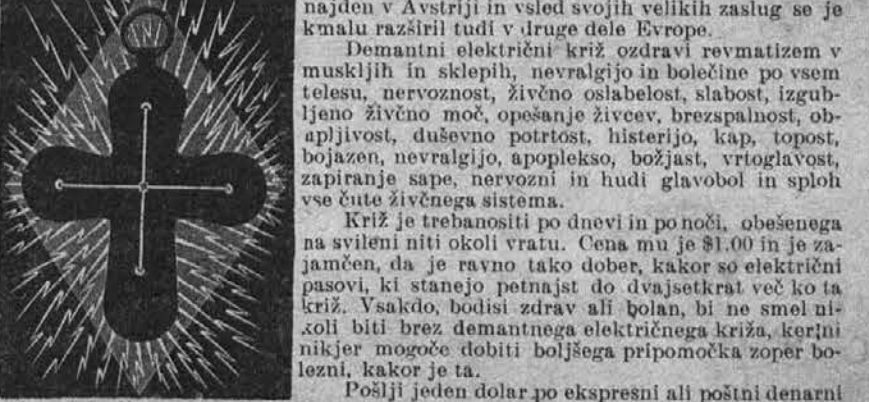 najden v Avstriji in vsled svojih velikih zaslug se je
kmalu razširil tudi v druge dele Evrope.
Demantni električni križ ozdravi revmatizem v
muskljih in sklepih, nevralgijo in bolečine po vsem
telesu, nervoznost, živčno oslabelost, slabost, izgub-
ljeno živčno moč, opešanje živcev, brezspalnost, ob-
upljivost, duševno potrtost, histerijo, kap, topost,
bojazen, nevralgijo, apoplekso, božjast, vrtoglavost,
zapiranje sape, nervozni in hudi glavobol in sploh
vse čute živčnega sistema.
Križ je trebanositi po dnevi in po noči, obešenega
na svileni niti okoli vratu. Cena mu je $1.00 in je za-
jamčen, da je ravno tako dober, kakor so električni
pasovi, ki stanejo petnajst do dvajsetkrat več ko ta
križ. Vsakdo, bodisi zdrav ali bolan, bi ne smel ni-
koli biti brez demantnega električnega križa, ker ni
nikjer mogoče dobiti boljšega pripomočka zoper bo-
lezni, kakor je ta.
Pošlji jeden dolar po ekspresni ali poštni denarni